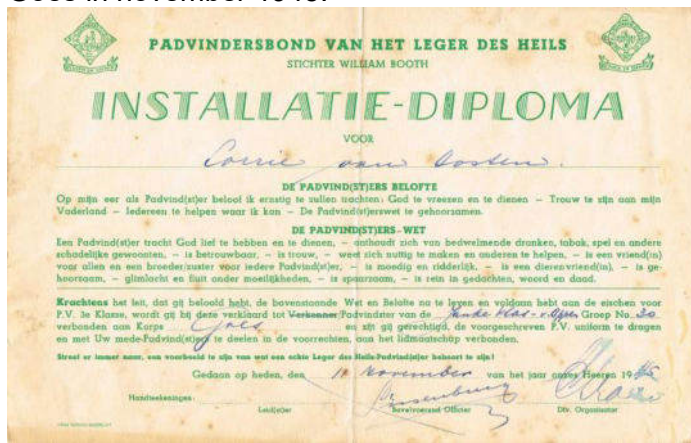 Goes in november 1945.
PADVINDERSBOND VAN HET LEGER DES HEILS
STICHTER WILLIAM BOOTH
INSTALLATIE-DIPLOMA
VOOR
Corrie van Oosten.
DE PADVIND(ST)ERS BELOFTE
Op mijn eer als Padvind(st)er beloof ik ernstig te zullen trachten: God te vreezen en te dienen – Trouw te zijn aan mijn
Vaderland – Iedereen te helpen waar ik kan – De Padvind(st)erswet te gehoorzamen.
DE PADVIND(ST)ERS-WET
Een Padvind(st)er tracht God lief te hebben en te dienen, – onthoudt zich van bedwelmende dranken, tabak, spel en andere
schadelijke gewoonten, – is betrouwbaar, – is trouw, – weet zich nuttig te maken en anderen te helpen, – is een vriend(in)
voor allen en een broeder/zuster voor iedere Padvind(st)er, – is moedig en ridderlijk, – is een dierenvriend(in), – is ge-
hoorzaam, – glimlacht en fluit onder moeilijkheden, – is spaarzaam, – is rein in gedachten, woord en daad.
Krachtens het feit, dat gij beloofd hebt, de bovenstaande Wet en Belofte na te leven en voldaan hebt aan de eischen voor
P.V. 3e Klasse, wordt gij bij deze verklaard tot Verkenner/Padvindster van de Groep No. 30
verbonden aan Korps Goes en zijt gij gerechtigd, de voorgeschreven P.V. uniform te dragen
en met Uw mede-Padvind(st)ers te deelen in de voorrechten, aan het lidmaatschap verbonden.
Streef er immer naar, een voorbeeld te zijn van wat een echte Leger des Heils-Padvind(st)er behoort te zijn!
Gedaan op heden, den November van het jaar onzes Heeren 1945
Handteekeningen:
Leid(st)er Bevelvoerend Officier Div. Organisator